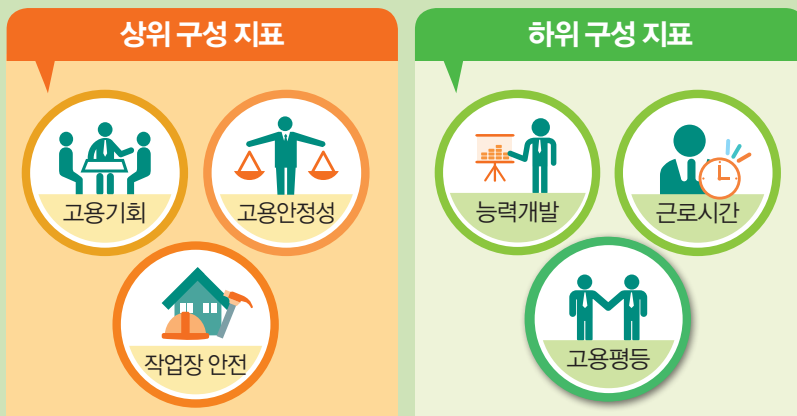 상위 구성 지표
고용기회
고용안정성
작업장 안전
하위 구성 지표
능력개발
근로시간
고용평등